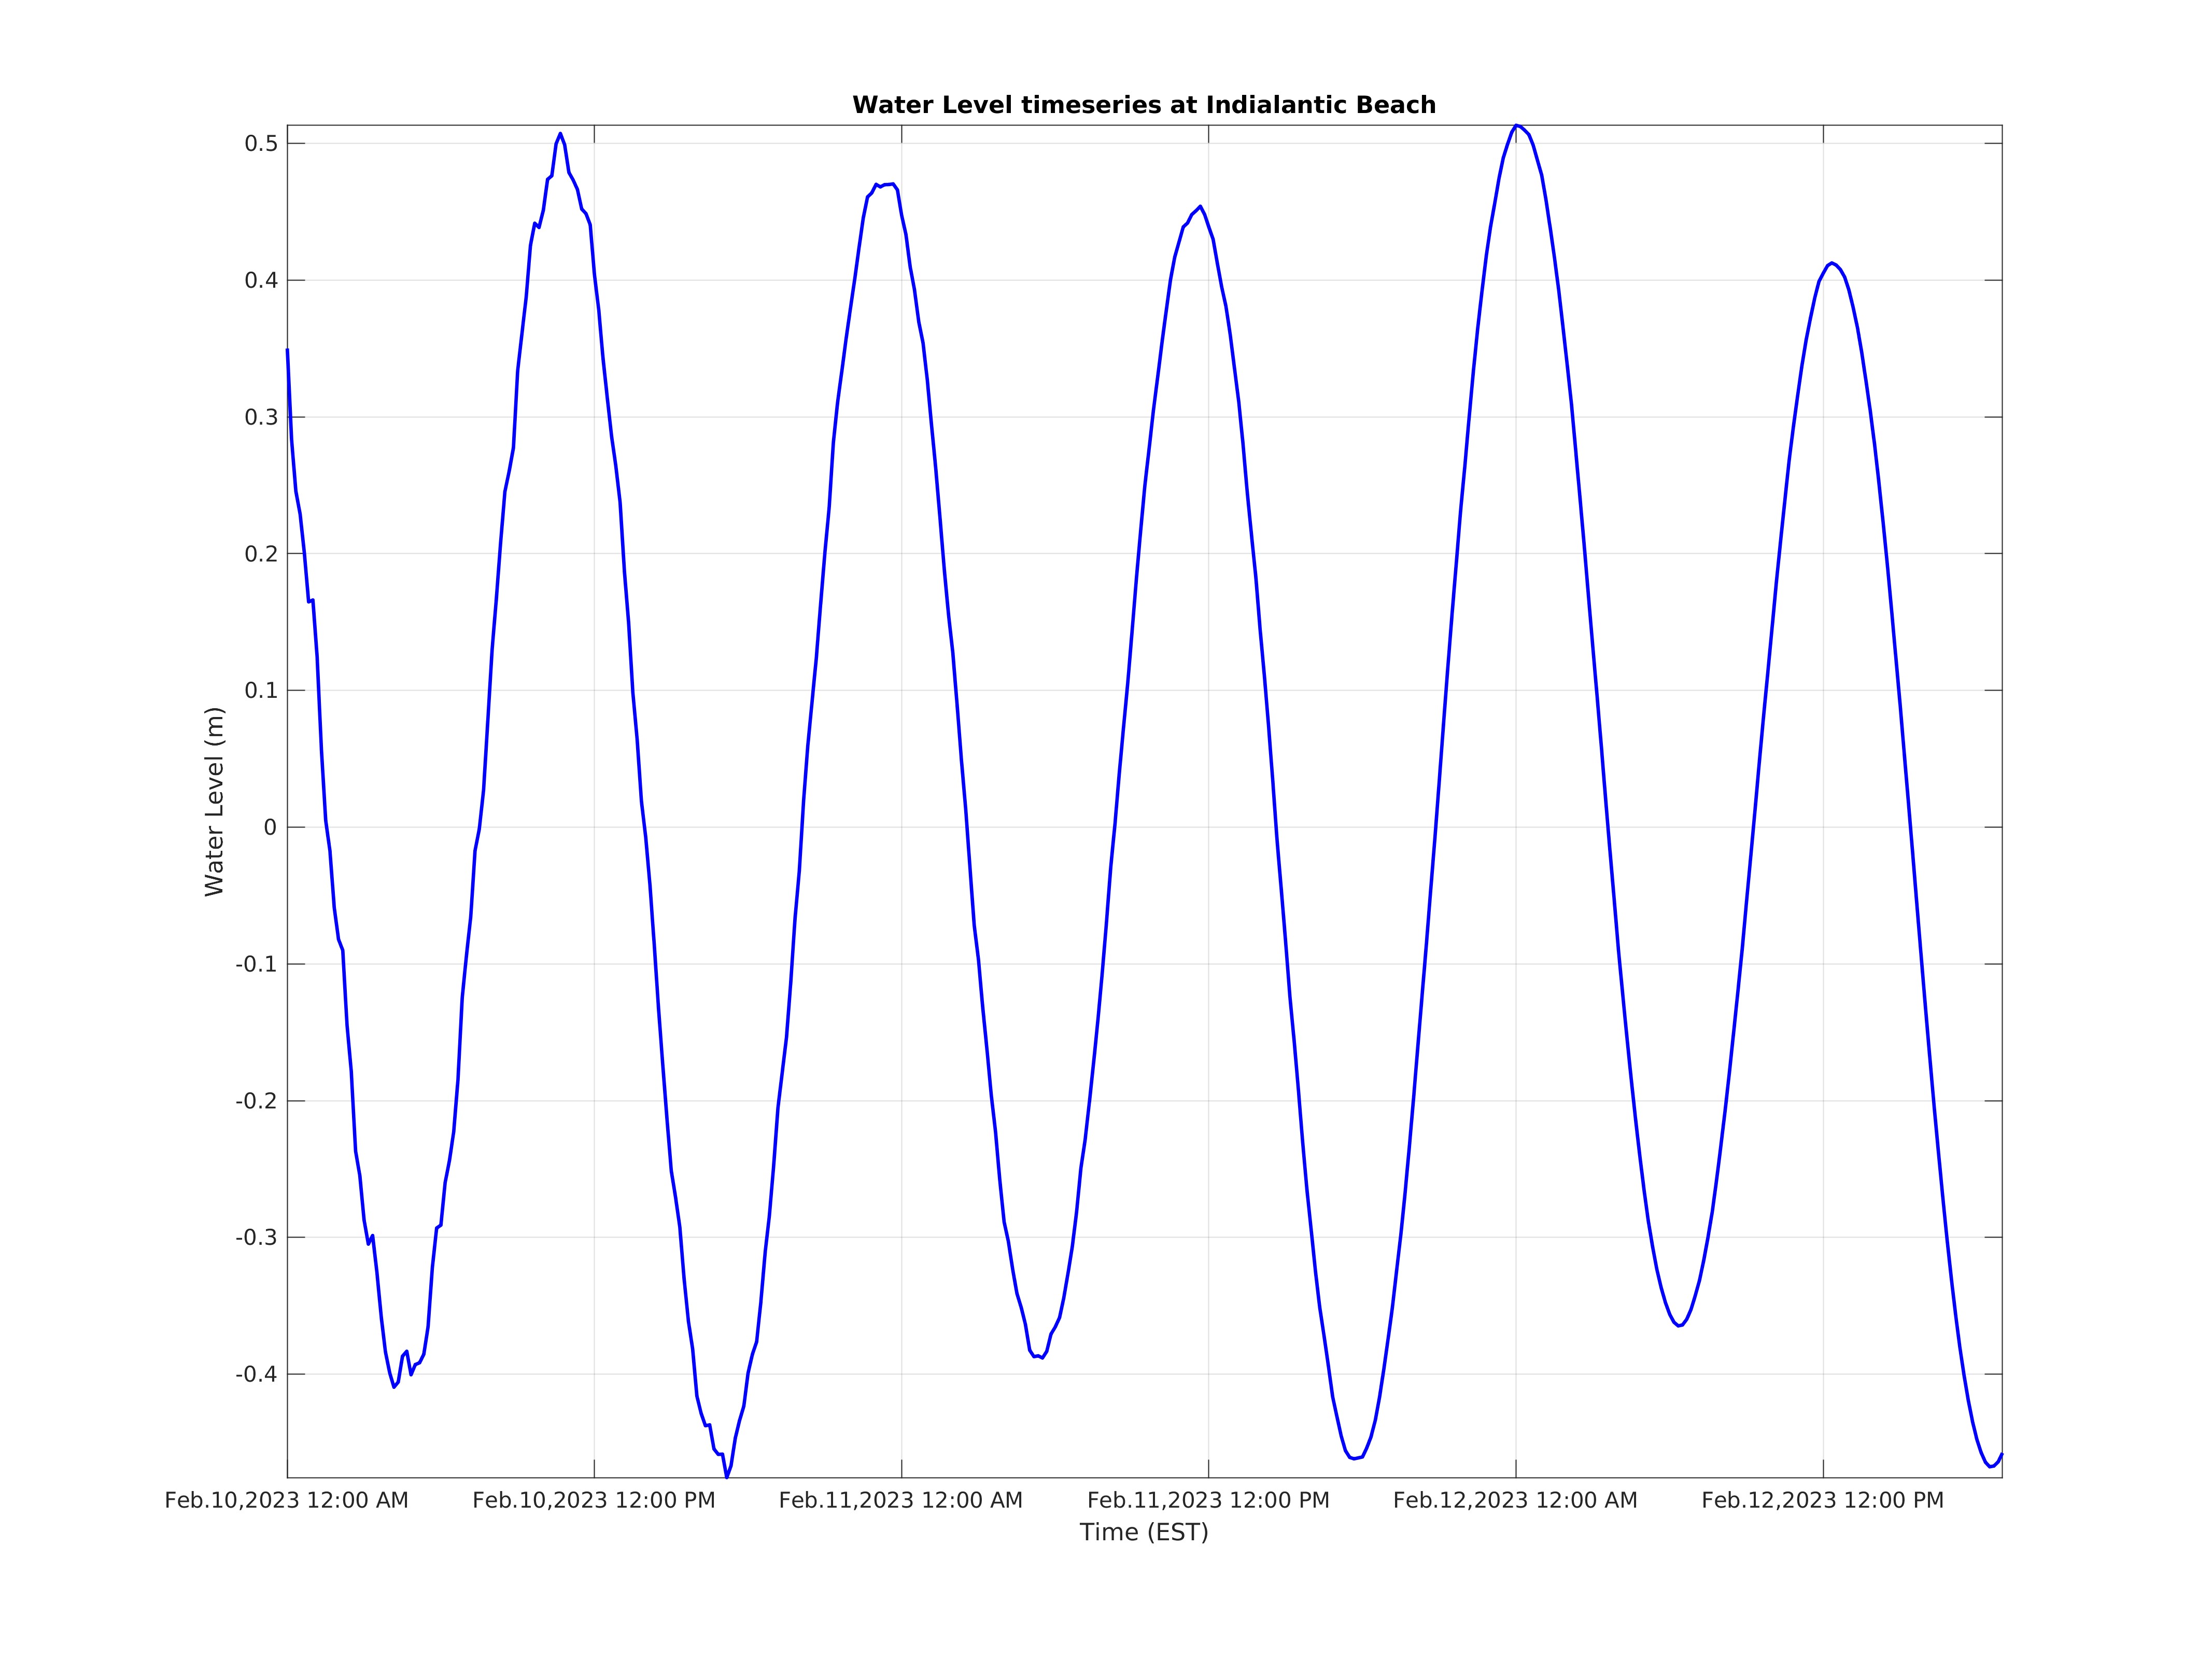 Water Level timeseries at Indialantic Beach
0.5
0.4
0.3
0.2
0.1
0
-0.1
-0.2
-0.3
-0.4
Water Level (m)
Feb.10,2023 12:00 AM Feb.10,2023 12:00 PM Feb.11,2023 12:00 AM Feb.11,2023 12:00 PM Feb.12,2023 12:00 AM Feb.12,2023 12:00 PM
Time (EST)